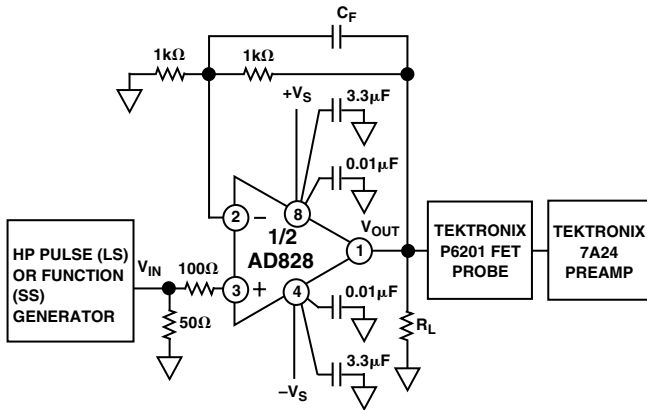 C_F
1kΩ
1kΩ
+V_S
3.3µF
0.01µF
2
–
8
1/2
AD828
1
V_OUT
HP PULSE (LS)
OR FUNCTION
(SS)
GENERATOR
V_IN
100Ω
3
+
4
50Ω
0.01µF
3.3µF
–V_S
R_L
TEKTRONIX
P6201 FET
PROBE
TEKTRONIX
7A24
PREAMP